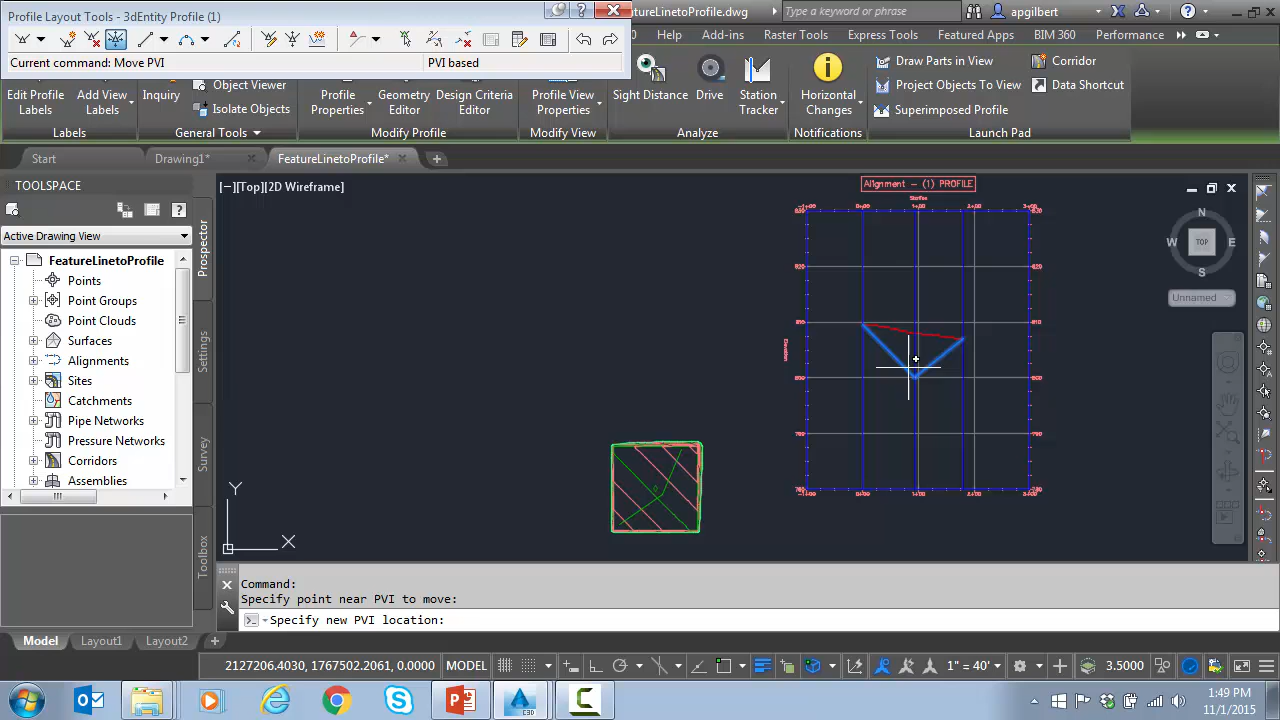 Profile Layout Tools - 3dEntity Profile (1)
FeatureLinetoProfile.dwg
Type a keyword or phrase
apgilbert
Help
Add-ins
Raster Tools
Express Tools
Featured Apps
BIM 360
Performance
Current command: Move PVI
PVI based
Edit Profile Labels
Add View Labels
Labels
Inquiry
Object Viewer
Isolate Objects
General Tools
Profile Properties
Geometry Editor
Design Criteria Editor
Modify Profile
Profile View Properties
Modify View
Sight Distance
Drive
Station Tracker
Analyze
Horizontal Changes
Notifications
Draw Parts in View
Project Objects To View
Superimposed Profile
Corridor
Data Shortcut
Launch Pad
Start
Drawing1*
FeatureLinetoProfile*
TOOLSPACE
Active Drawing View
FeatureLinetoProfile
Points
Point Groups
Point Clouds
Surfaces
Alignments
Sites
Catchments
Pipe Networks
Pressure Networks
Corridors
Assemblies
Prospector
Settings
Survey
Toolbox
[−][Top][2D Wireframe]
Alignment - (1) PROFILE
Elevation
N
W
TOP
E
S
Unnamed
Y
X
Command:
Specify point near PVI to move:
Specify new PVI location:
Model
Layout1
Layout2
2127206.4030, 1767502.2061, 0.0000
MODEL
1" = 40'
3.5000
1:49 PM
11/1/2015